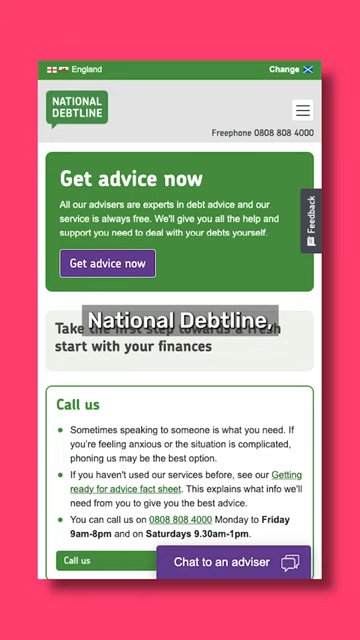 England
Change
NATIONAL
DEBTLINE
Freephone 0808 808 4000
Get advice now
All our advisers are experts in debt advice and our
service is always free. We'll give you all the help and
support you need to deal with your debts yourself.
Feedback
Get advice now
National Debtline,
Take the first step towards a fresh
start with your finances
Call us
Sometimes speaking to someone is what you need. If
you're feeling anxious or the situation is complicated,
phoning us may be the best option.
If you haven't used our services before, see our Getting
ready for advice fact sheet. This explains what info we'll
need from you to give you the best advice.
You can call us on 0808 808 4000 Monday to Friday
9am-8pm and on Saturdays 9.30am-1pm.
Call us
Chat to an adviser